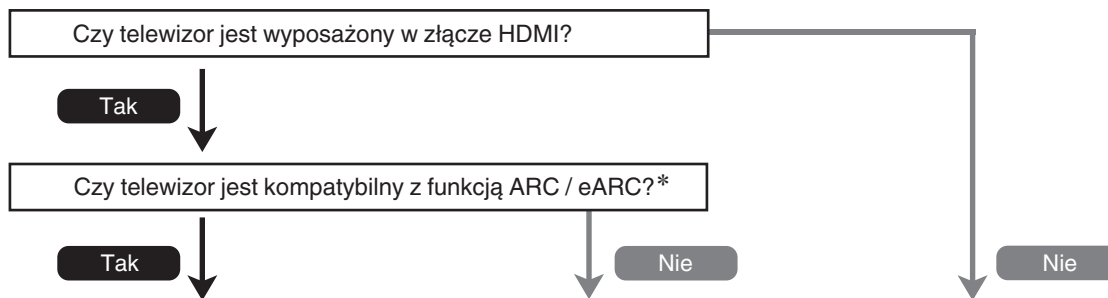 Czy telewizor jest wyposażony w złącze HDMI?
Tak
Czy telewizor jest kompatybilny z funkcją ARC / eARC?*
Tak
Nie
Nie